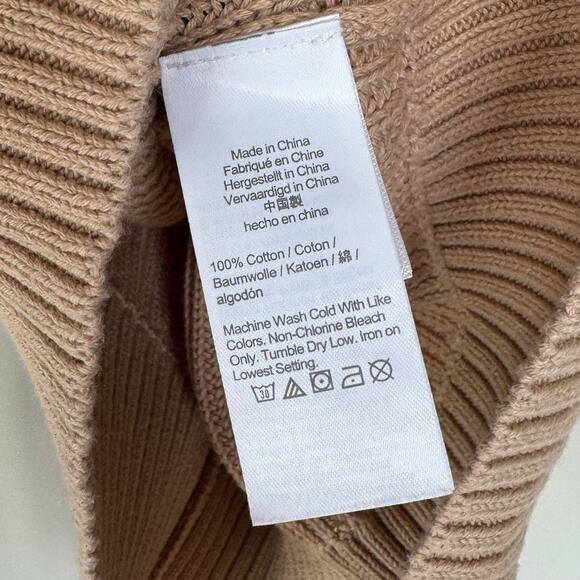 Made in China
Fabriqué en Chine
Hergestellt in China
Vervaardigd in China
中国製
hecho en china
100% Cotton / Coton /
Baumwolle / Katoen / 綿 /
algodón
Machine Wash Cold With Like
Colors. Non-Chlorine Bleach
Only. Tumble Dry Low. Iron on
Lowest Setting.
30